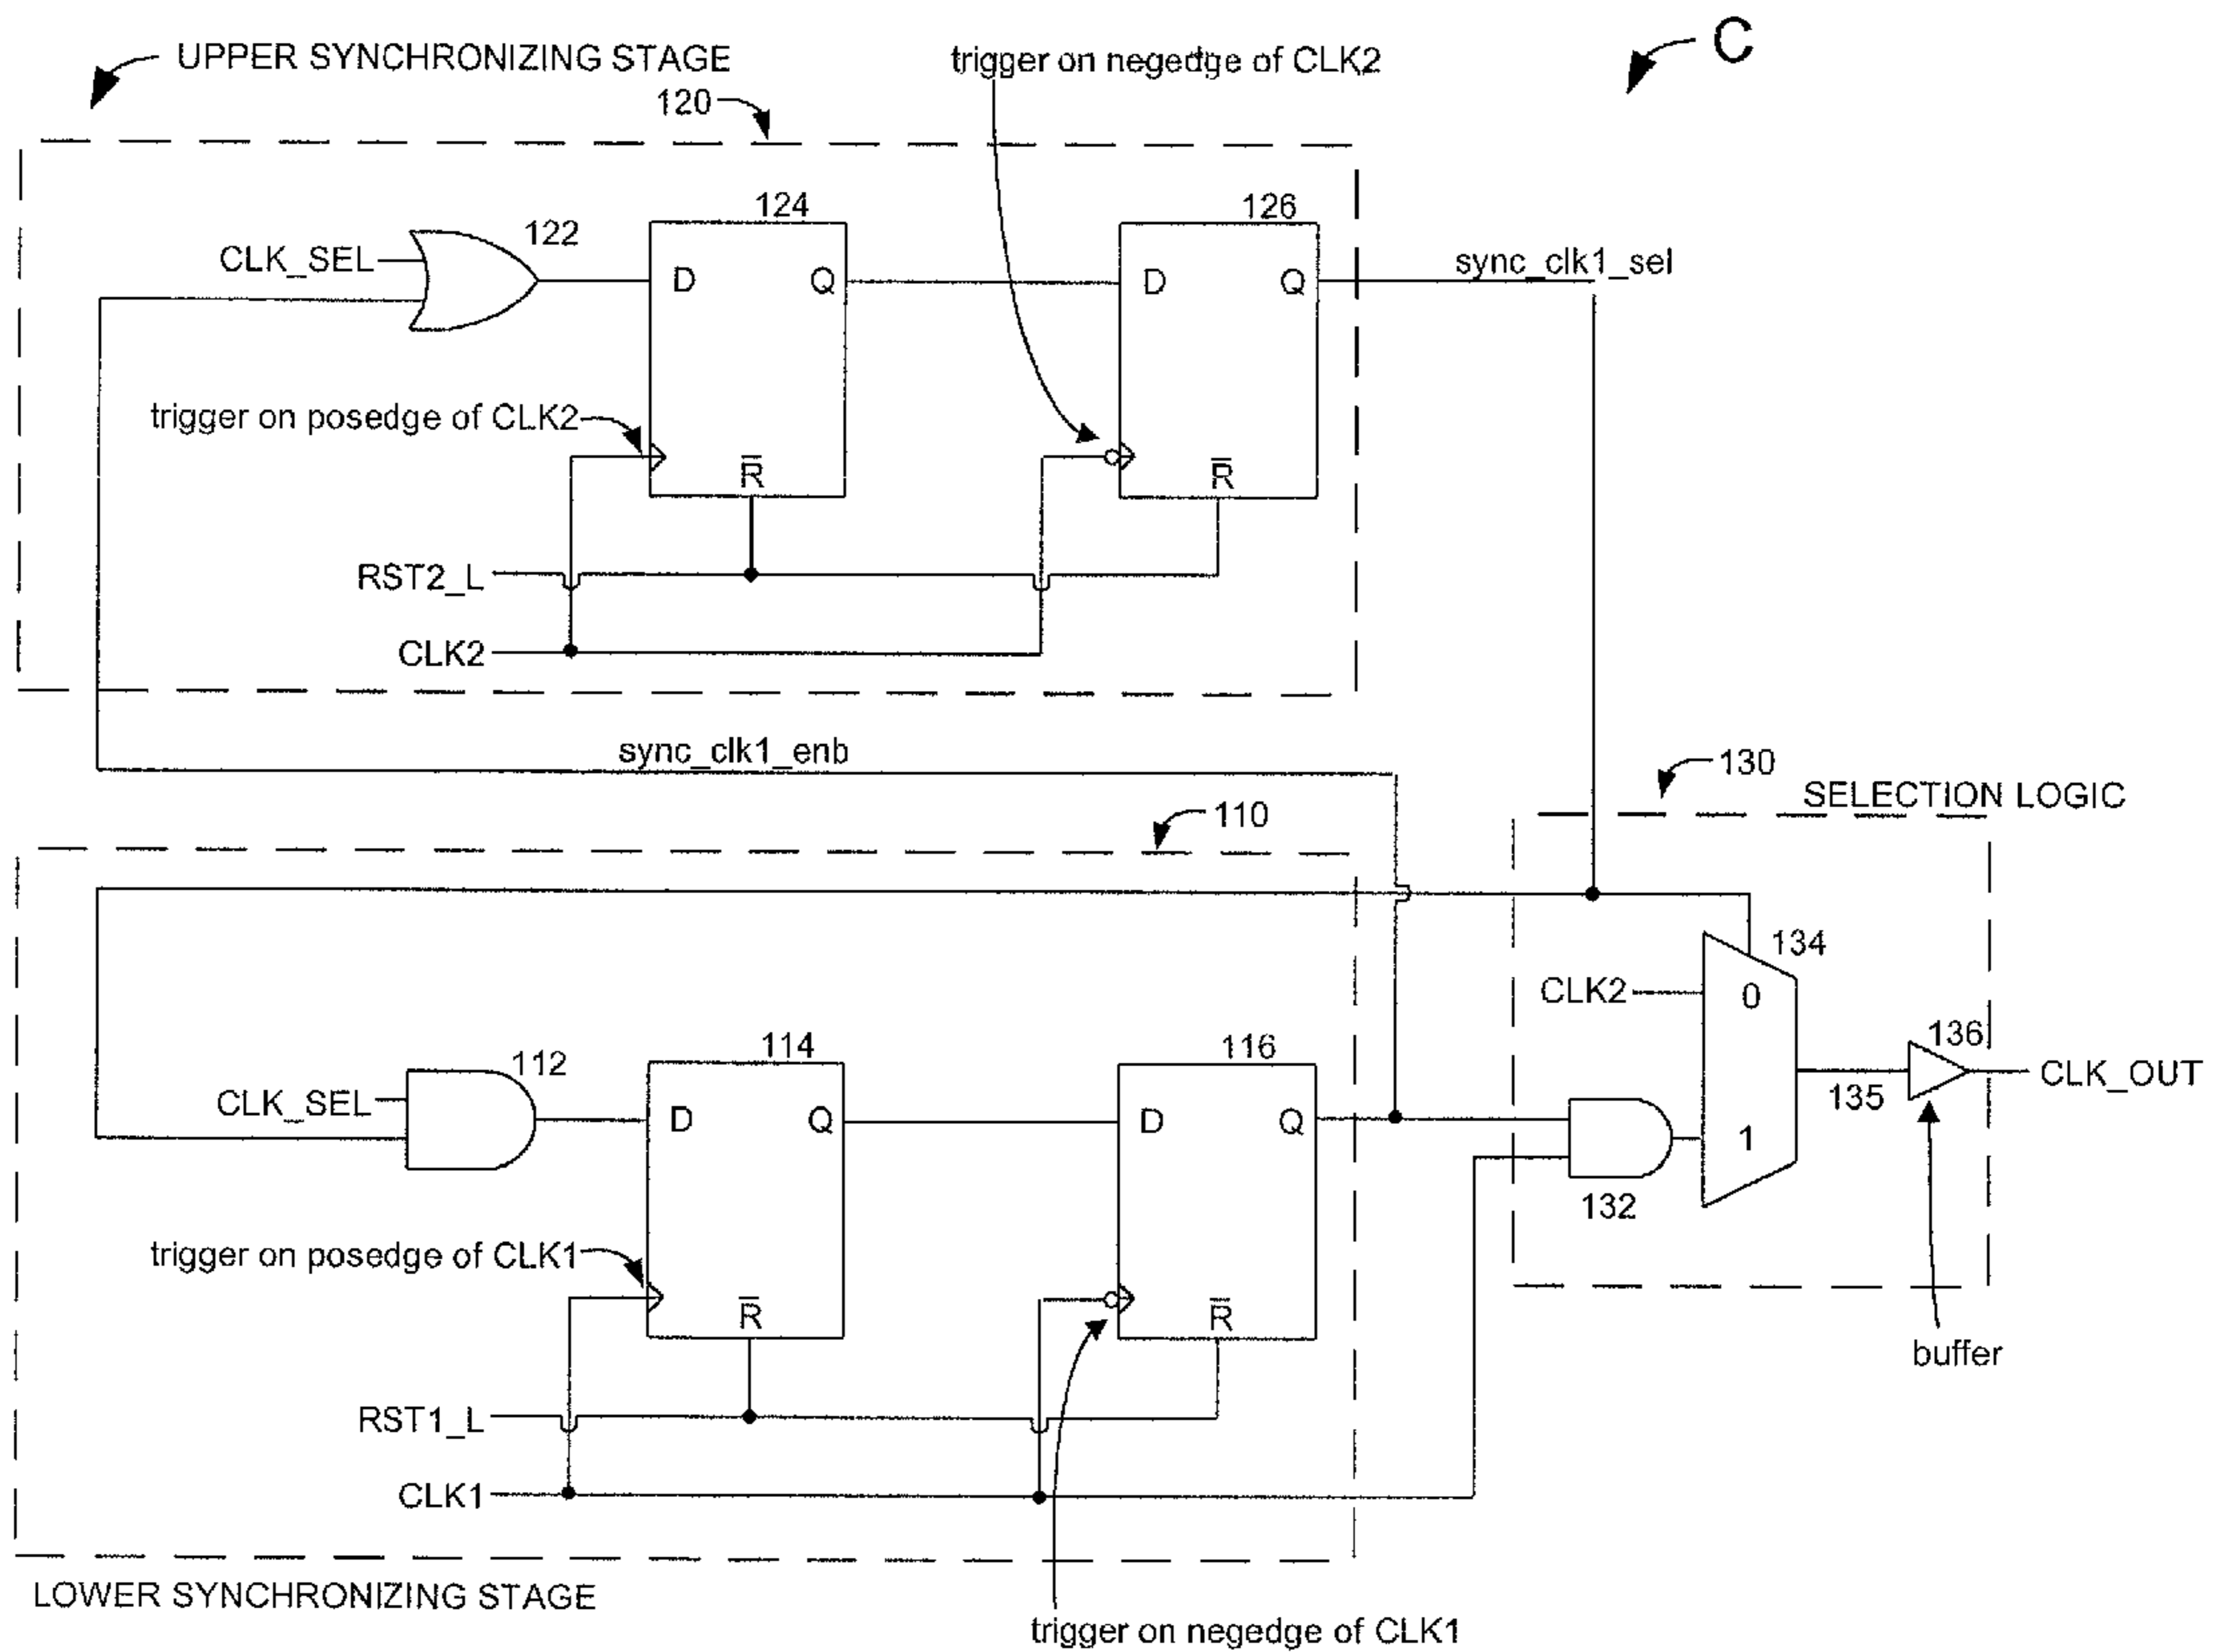 UPPER SYNCHRONIZING STAGE
trigger on negedge of CLK2
C
120
124
126
CLK_SEL
122
D
Q
D
Q
sync_clk1_sel
trigger on posedge of CLK2
R̅
R̅
RST2_L
CLK2
sync_clk1_enb
130
SELECTION LOGIC
110
134
CLK2
0
114
116
136
CLK_SEL
112
D
Q
D
Q
135
CLK_OUT
1
132
trigger on posedge of CLK1
R̅
R̅
buffer
RST1_L
CLK1
LOWER SYNCHRONIZING STAGE
trigger on negedge of CLK1